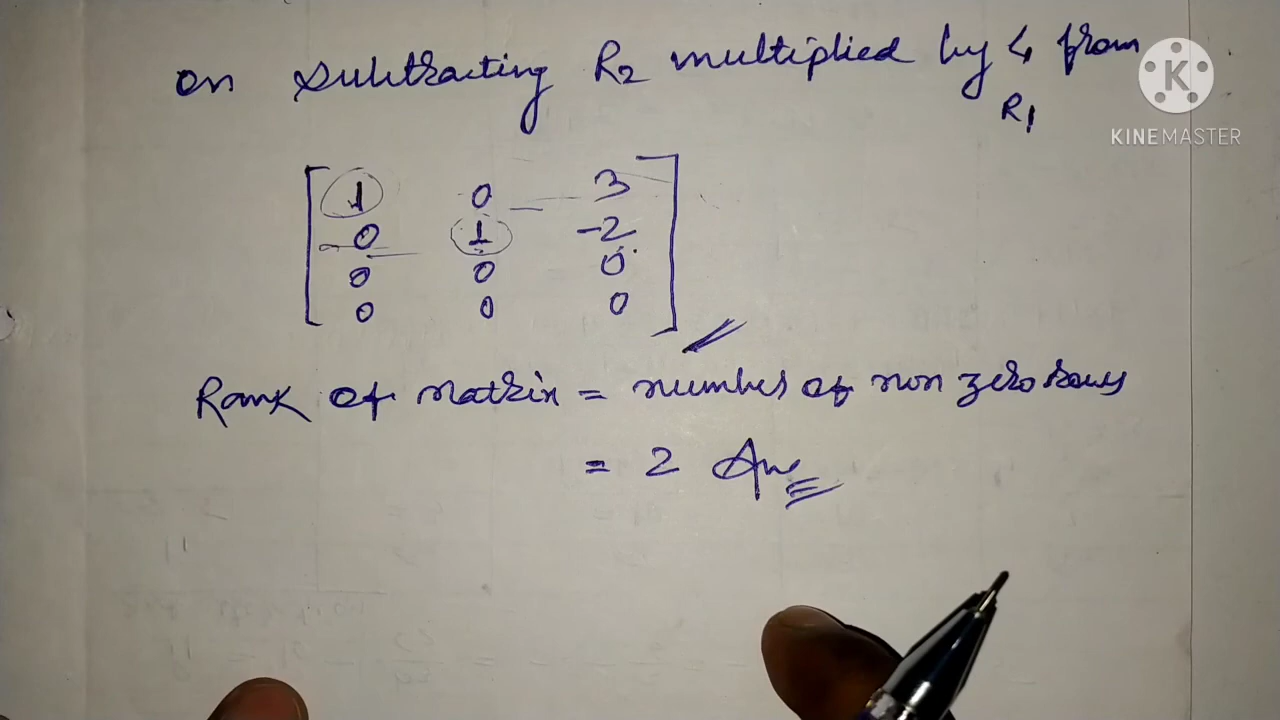 on subtracting R2 multiplied by 4 from
R1
K
KINEMASTER
1 0 3
0 1 -2
0 0 0
0 0 0
Rank of matrix = number of non zero rows
= 2 Ans